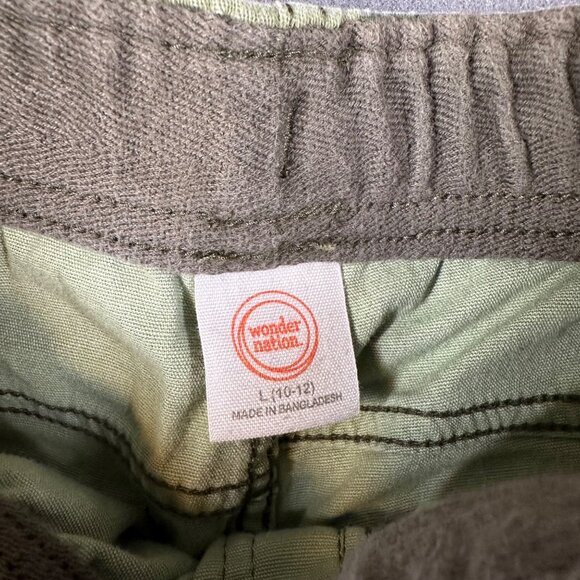 wonder
nation.
L (10-12)
MADE IN BANGLADESH